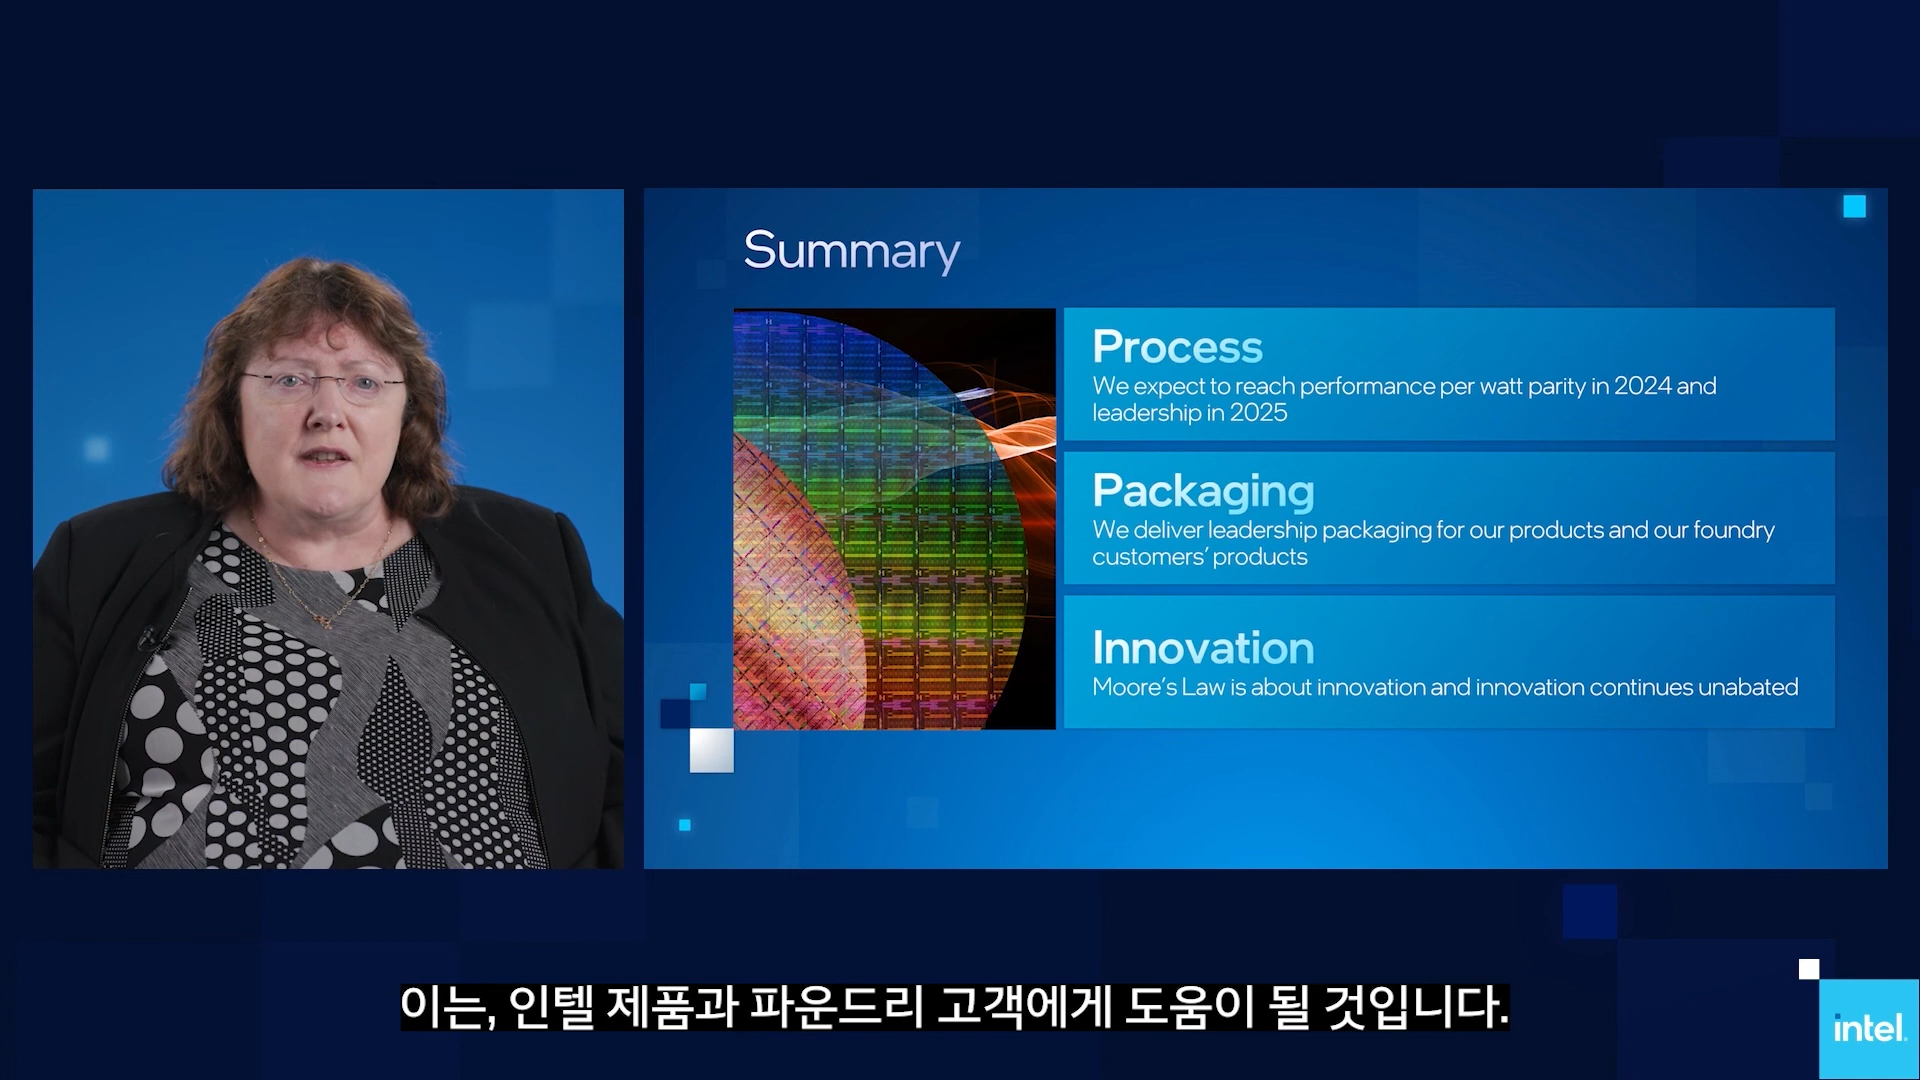 Summary
Process
We expect to reach performance per watt parity in 2024 and
leadership in 2025
Packaging
We deliver leadership packaging for our products and our foundry
customers' products
Innovation
Moore's Law is about innovation and innovation continues unabated
이는, 인텔 제품과 파운드리 고객에게 도움이 될 것입니다.
intel.